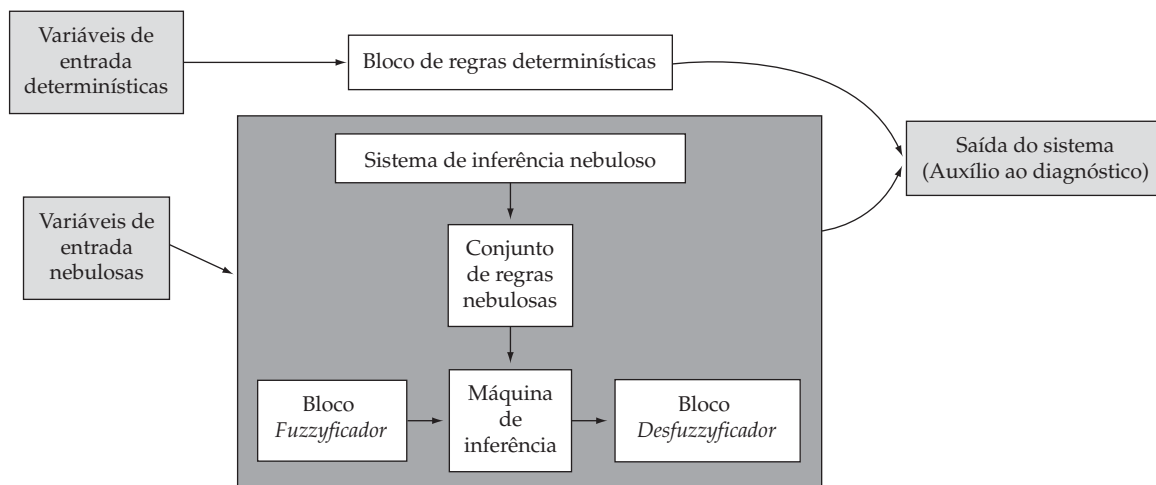 Variáveis de
entrada
determinísticas
Bloco de regras determinísticas
Saída do sistema
(Auxílio ao diagnóstico)
Sistema de inferência nebuloso
Variáveis de
entrada
nebulosas
Conjunto
de regras
nebulosas
Bloco
Fuzzyficador
Máquina
de
inferência
Bloco
Desfuzzyficador